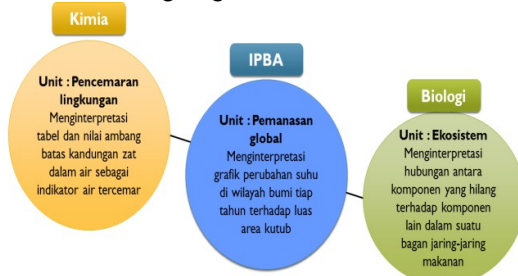 Kimia
Unit : Pencemaran
lingkungan
Menginterpretasi
tabel dan nilai ambang
batas kandungan zat
dalam air sebagai
indikator air tercemar
IPBA
Unit : Pemanasan
global
Menginterpretasi
grafik perubahan suhu
di wilayah bumi tiap
tahun terhadap luas
area kutub
Biologi
Unit : Ekosistem
Menginterpretasi
hubungan antara
komponen yang hilang
terhadap komponen
lain dalam suatu
bagan jaring-jaring
makanan